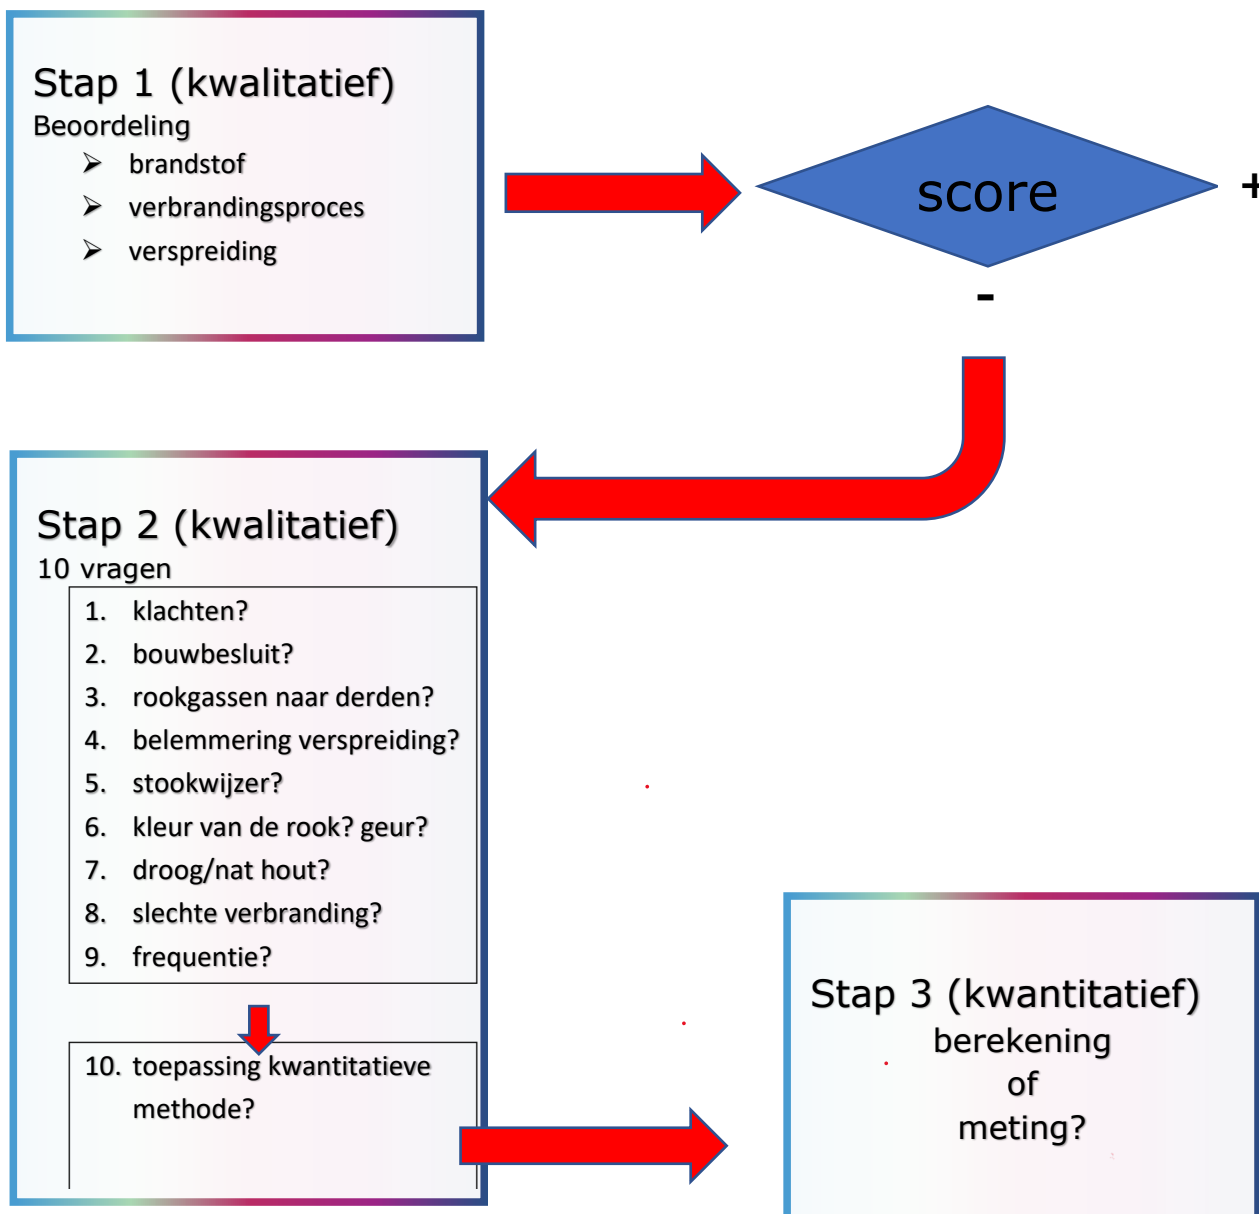 Stap 1 (kwalitatief)
Beoordeling
➢ brandstof
➢ verbrandingsproces
➢ verspreiding
score
+
-
Stap 2 (kwalitatief)
10 vragen
1. klachten?
2. bouwbesluit?
3. rookgassen naar derden?
4. belemmering verspreiding?
5. stookwijzer?
6. kleur van de rook? geur?
7. droog/nat hout?
8. slechte verbranding?
9. frequentie?
10. toepassing kwantitatieve
methode?
Stap 3 (kwantitatief)
berekening
of
meting?